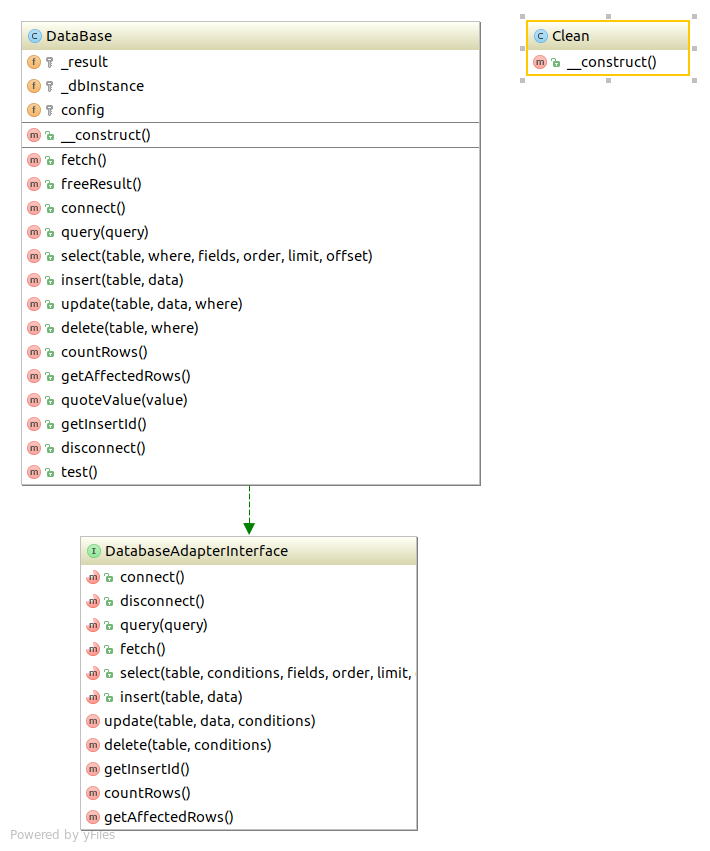 DataBase
_result
_dbInstance
config
__construct()
fetch()
freeResult()
connect()
query(query)
select(table, where, fields, order, limit, offset)
insert(table, data)
update(table, data, where)
delete(table, where)
countRows()
getAffectedRows()
quoteValue(value)
getInsertId()
disconnect()
test()
Clean
__construct()
DatabaseAdapterInterface
connect()
disconnect()
query(query)
fetch()
select(table, conditions, fields, order, limit,
insert(table, data)
update(table, data, conditions)
delete(table, conditions)
getInsertId()
countRows()
getAffectedRows()
Powered by yFiles